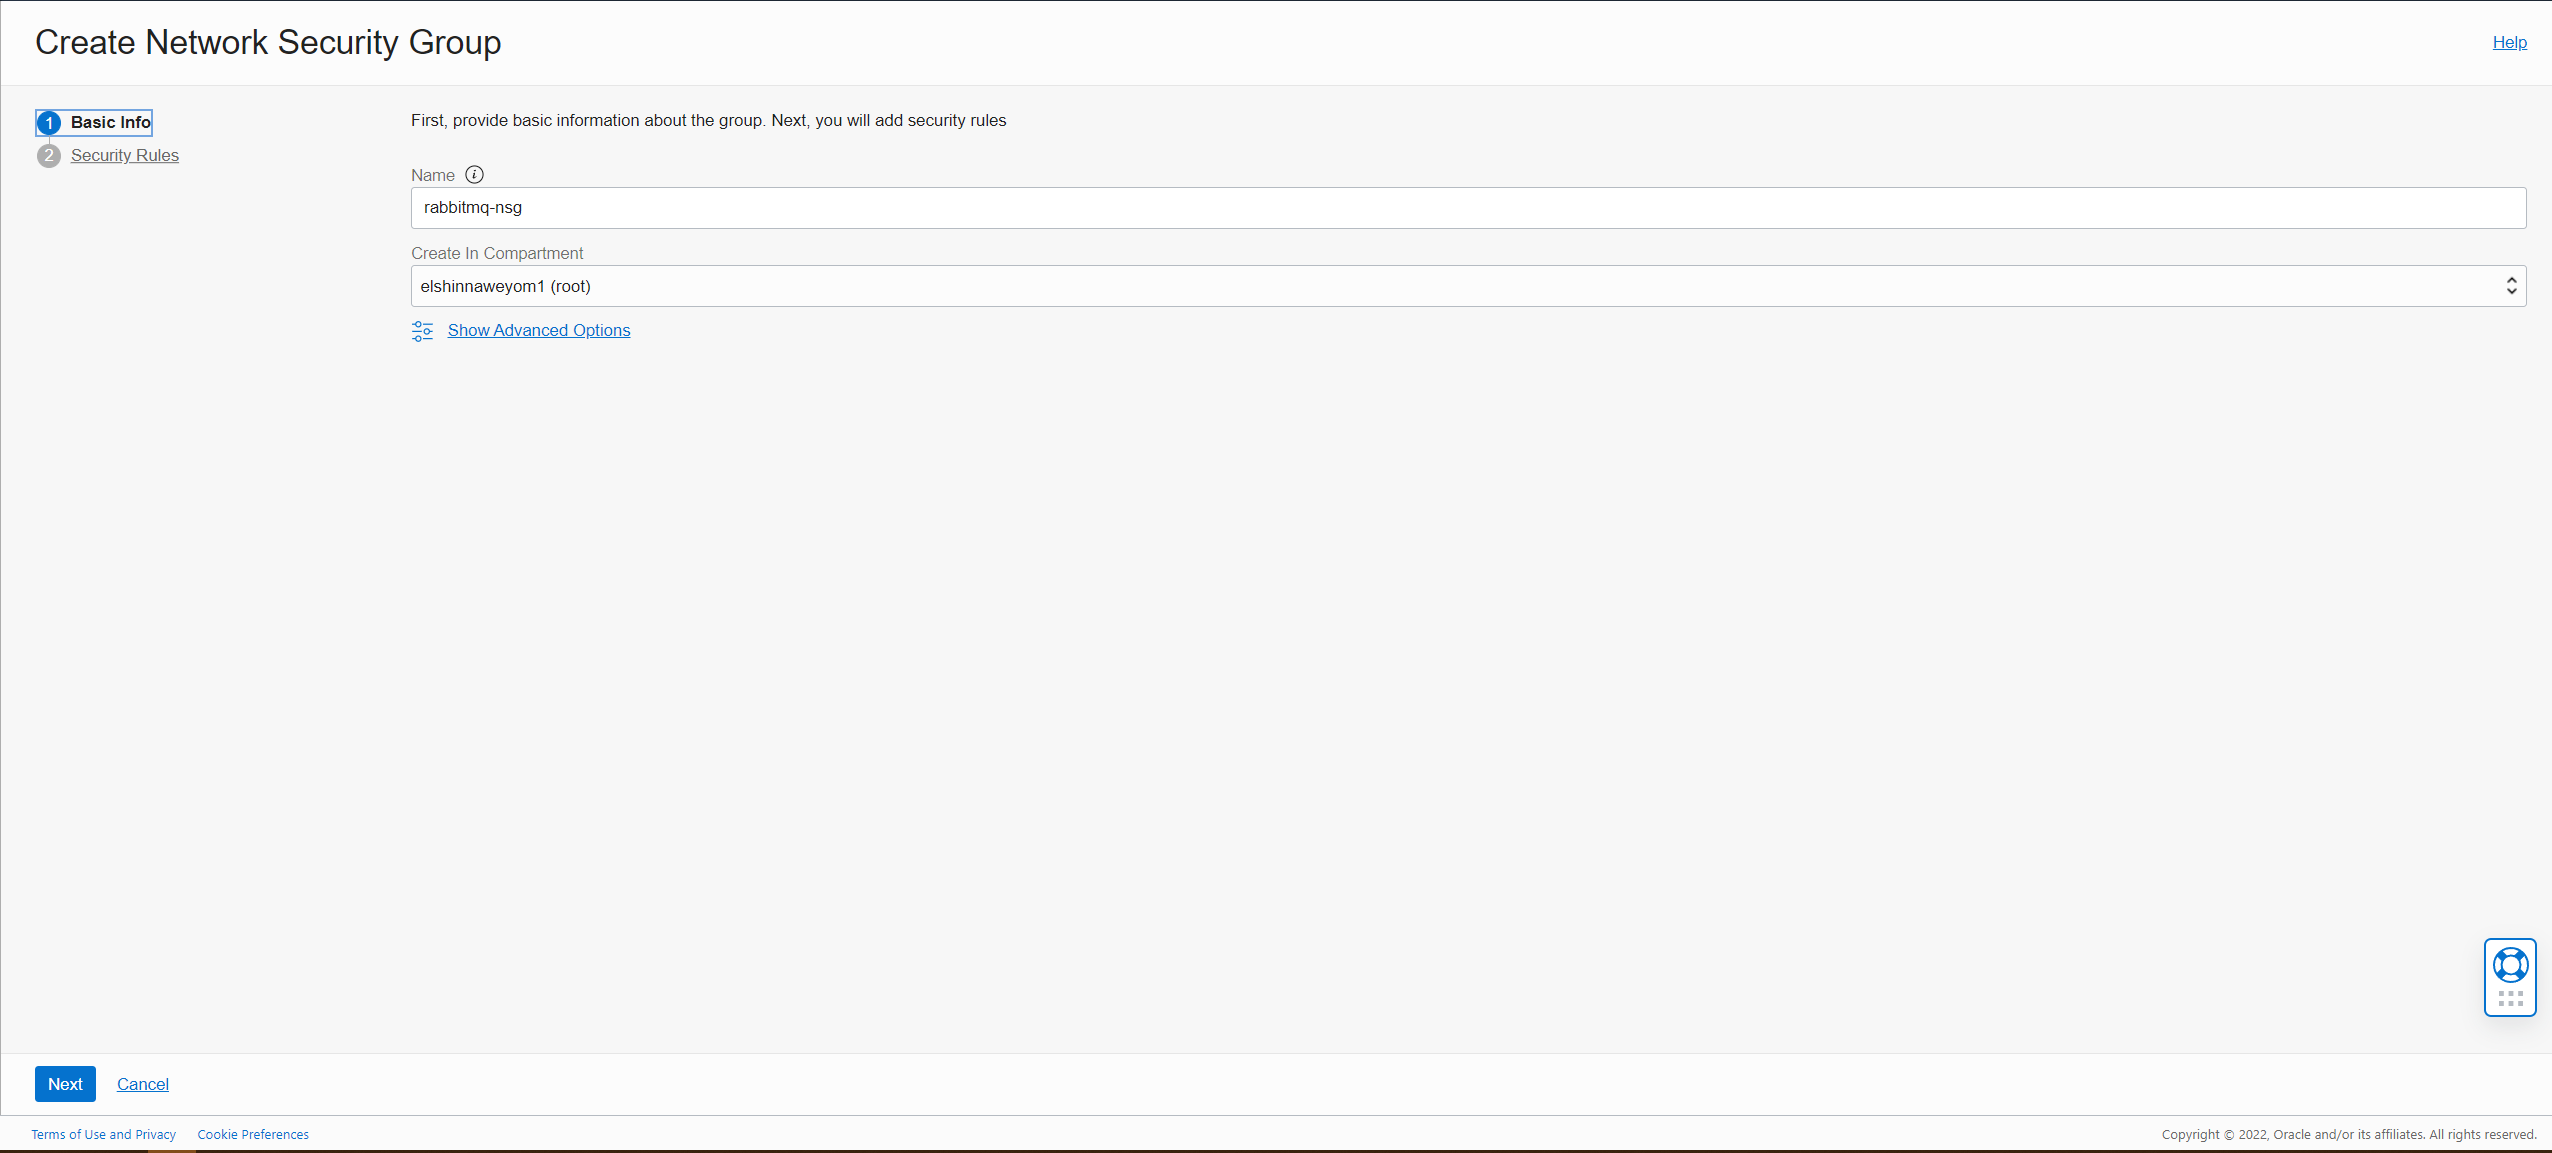 Create Network Security Group
Help
1 Basic Info
2 Security Rules
First, provide basic information about the group. Next, you will add security rules
Name i
rabbitmq-nsg
Create In Compartment
elshinnaweyom1 (root)
Show Advanced Options
Next Cancel
Terms of Use and Privacy Cookie Preferences
Copyright © 2022, Oracle and/or its affiliates. All rights reserved.